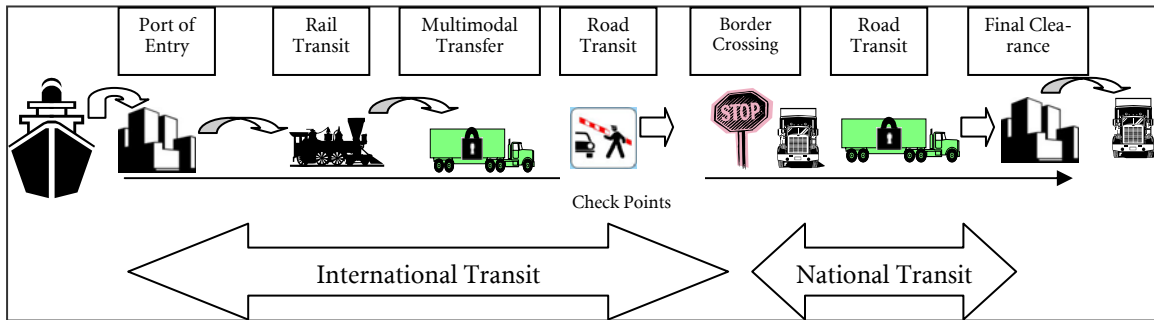 Port of
Entry
Rail
Transit
Multimodal
Transfer
Road
Transit
Border
Crossing
Road
Transit
Final Clea-
rance
STOP
Check Points
International Transit
National Transit